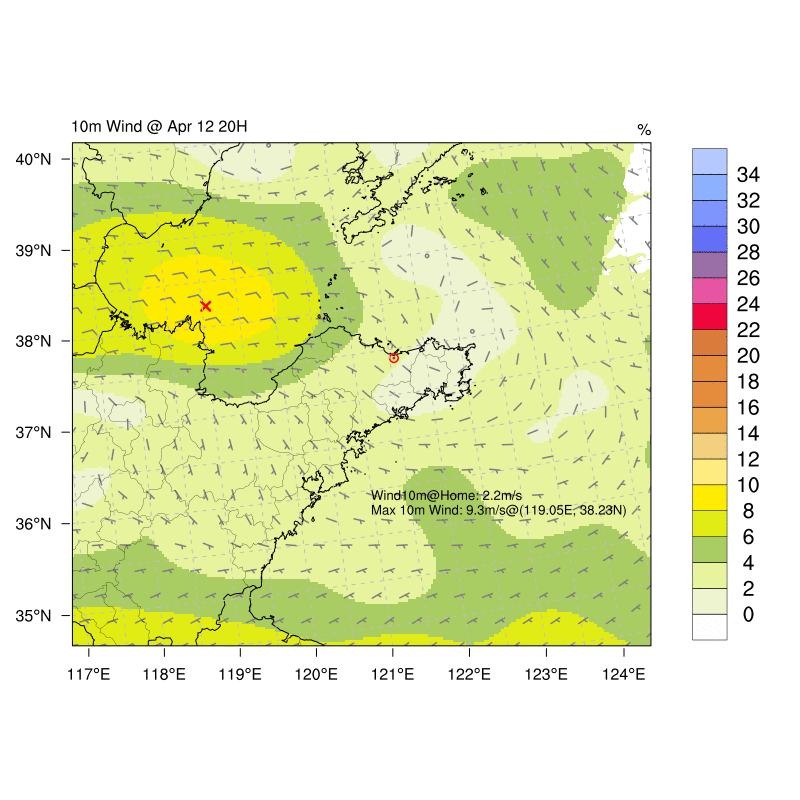 10m Wind @ Apr 12 20H
%
40°N
39°N
38°N
37°N
36°N
35°N
117°E
118°E
119°E
120°E
121°E
122°E
123°E
124°E
Wind10m@Home: 2.2m/s
Max 10m Wind: 9.3m/s@(119.05E, 38.23N)
34
32
30
28
26
24
22
20
18
16
14
12
10
8
6
4
2
0